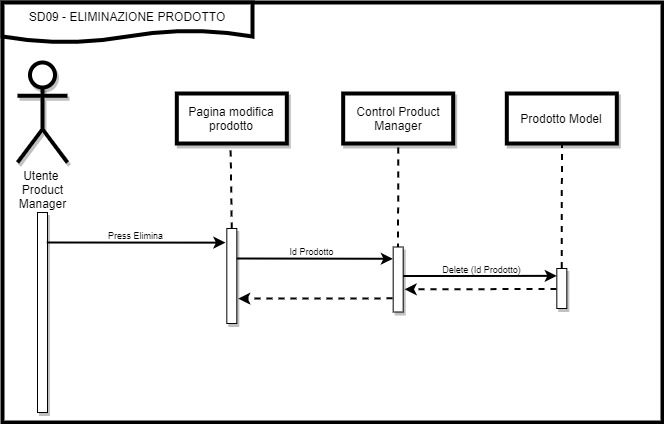 SD09 - ELIMINAZIONE PRODOTTO
Utente
Product
Manager
Pagina modifica
prodotto
Control Product
Manager
Prodotto Model
Press Elimina
Id Prodotto
Delete (Id Prodotto)